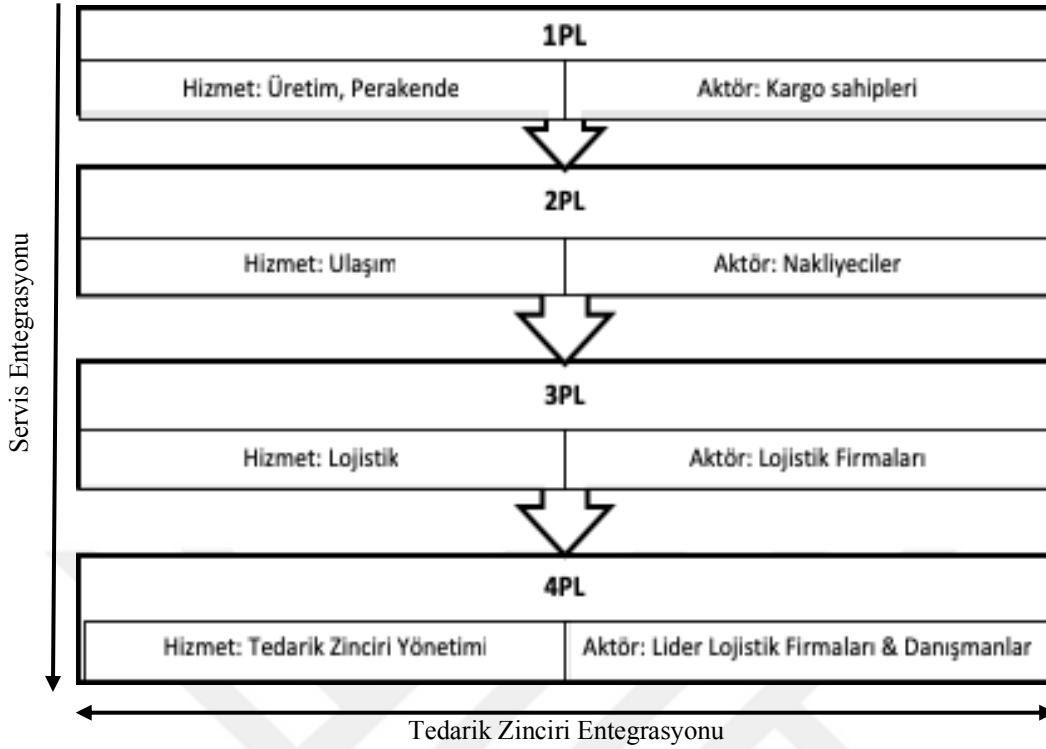 1PL
Hizmet: Üretim, Perakende
Aktör: Kargo sahipleri
2PL
Hizmet: Ulaşım
Aktör: Nakliyeciler
3PL
Hizmet: Lojistik
Aktör: Lojistik Firmaları
4PL
Hizmet: Tedarik Zinciri Yönetimi
Aktör: Lider Lojistik Firmaları & Danışmanlar
Servis Entegrasyonu
Tedarik Zinciri Entegrasyonu